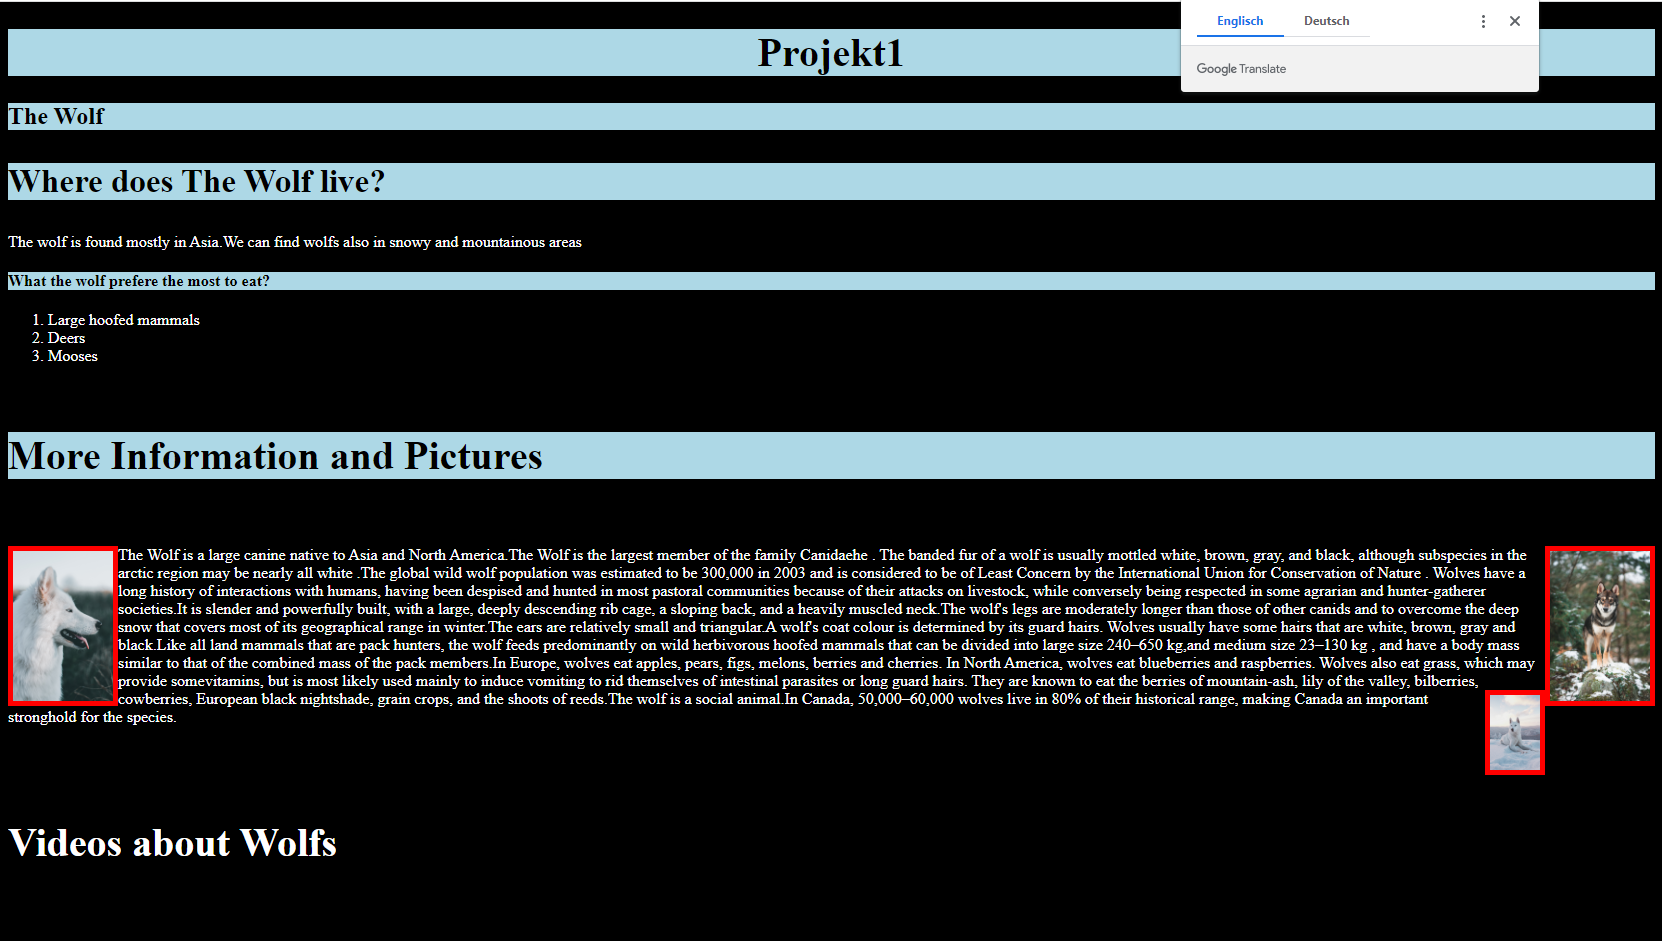 Englisch Deutsch
Google Translate
Projekt1
The Wolf
Where does The Wolf live?
The wolf is found mostly in Asia.We can find wolfs also in snowy and mountainous areas
What the wolf prefere the most to eat?
1. Large hoofed mammals
2. Deers
3. Mooses
More Information and Pictures
The Wolf is a large canine native to Asia and North America.The Wolf is the largest member of the family Canidaehe . The banded fur of a wolf is usually mottled white, brown, gray, and black, although subspecies in the
arctic region may be nearly all white .The global wild wolf population was estimated to be 300,000 in 2003 and is considered to be of Least Concern by the International Union for Conservation of Nature . Wolves have a
long history of interactions with humans, having been despised and hunted in most pastoral communities because of their attacks on livestock, while conversely being respected in some agrarian and hunter-gatherer
societies.It is slender and powerfully built, with a large, deeply descending rib cage, a sloping back, and a heavily muscled neck.The wolf's legs are moderately longer than those of other canids and to overcome the deep
snow that covers most of its geographical range in winter.The ears are relatively small and triangular.A wolf's coat colour is determined by its guard hairs. Wolves usually have some hairs that are white, brown, gray and
black.Like all land mammals that are pack hunters, the wolf feeds predominantly on wild herbivorous hoofed mammals that can be divided into large size 240–650 kg,and medium size 23–130 kg , and have a body mass
similar to that of the combined mass of the pack members.In Europe, wolves eat apples, pears, figs, melons, berries and cherries. In North America, wolves eat blueberries and raspberries. Wolves also eat grass, which may
provide somevitamins, but is most likely used mainly to induce vomiting to rid themselves of intestinal parasites or long guard hairs. They are known to eat the berries of mountain-ash, lily of the valley, bilberries,
cowberries, European black nightshade, grain crops, and the shoots of reeds.The wolf is a social animal.In Canada, 50,000–60,000 wolves live in 80% of their historical range, making Canada an important
stronghold for the species.
Videos about Wolfs